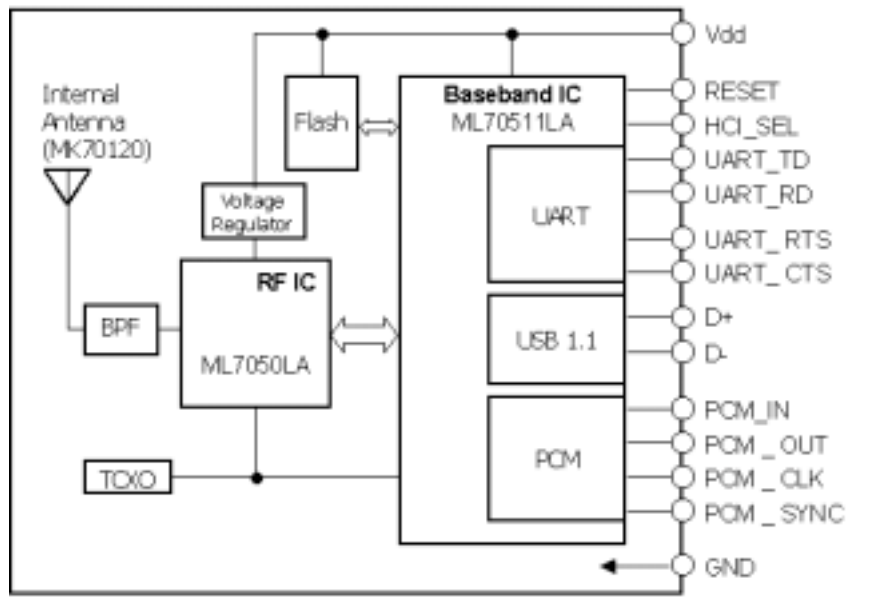 Vdd
Internal
Antenna
(MK70120)
Flash
Baseband IC
ML70511LA
RESET
HCI_SEL
UART_TD
UART_RD
UART_ RTS
UART_ CTS
UART
Voltage
Regulator
RF IC
ML7050LA
BPF
USB 1.1
D+
D-
PCM
PCM_IN
PCM _ OUT
PCM _ CLK
PCM _ SYNC
TCXO
GND